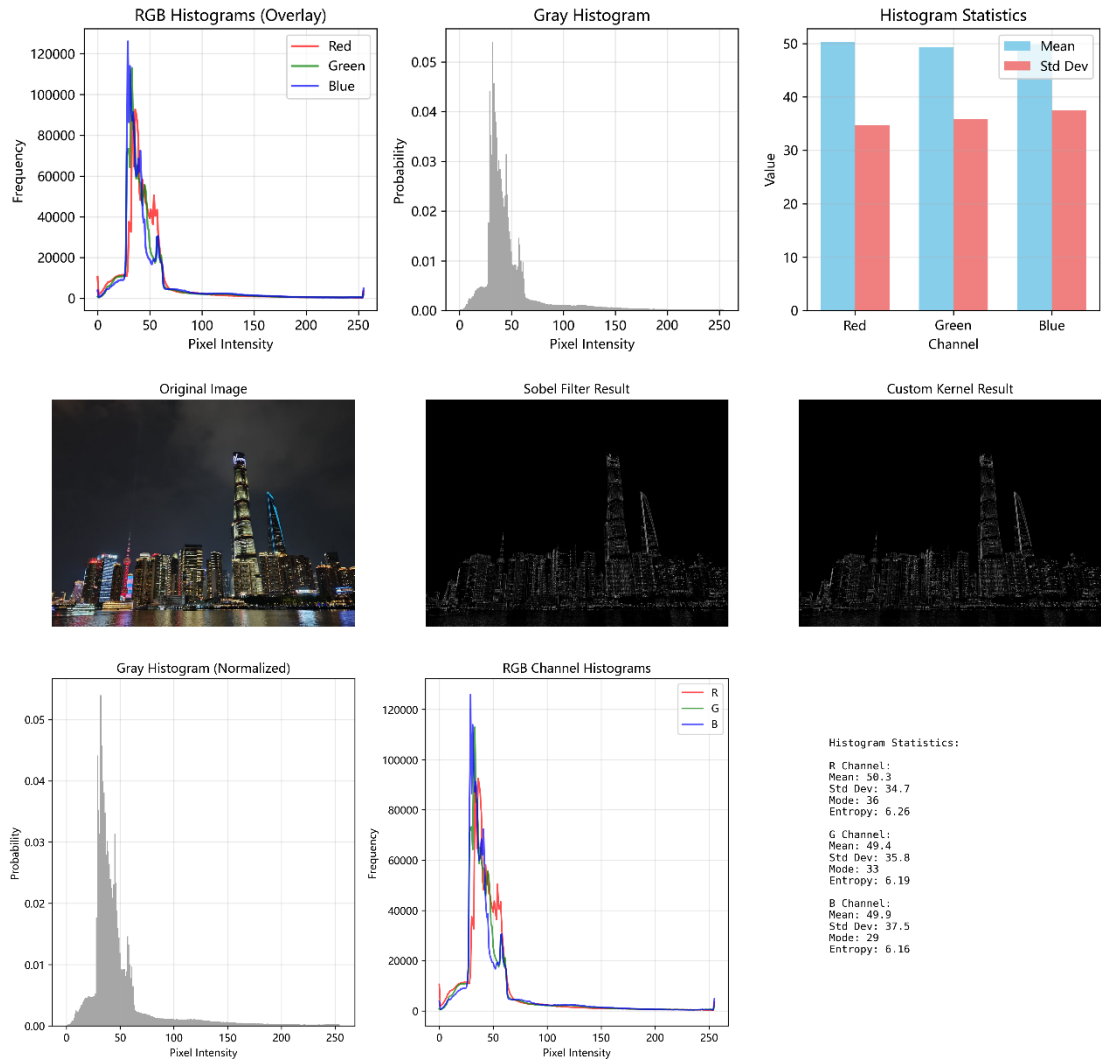 RGB Histograms (Overlay)
Gray Histogram
Histogram Statistics
Red
Green
Blue
Mean
Std Dev
Frequency
120000
100000
80000
60000
40000
20000
0
0 50 100 150 200 250
Pixel Intensity
Probability
0.05
0.04
0.03
0.02
0.01
0.00
0 50 100 150 200 250
Pixel Intensity
Value
50
40
30
20
10
0
Red Green Blue
Channel
Original Image
Sobel Filter Result
Custom Kernel Result
Gray Histogram (Normalized)
Probability
0.05
0.04
0.03
0.02
0.01
0.00
0 50 100 150 200 250
Pixel Intensity
RGB Channel Histograms
R
G
B
Frequency
120000
100000
80000
60000
40000
20000
0
0 50 100 150 200 250
Pixel Intensity
Histogram Statistics:
R Channel:
Mean: 50.3
Std Dev: 34.7
Mode: 36
Entropy: 6.26
G Channel:
Mean: 49.4
Std Dev: 35.8
Mode: 33
Entropy: 6.19
B Channel:
Mean: 49.9
Std Dev: 37.5
Mode: 29
Entropy: 6.16